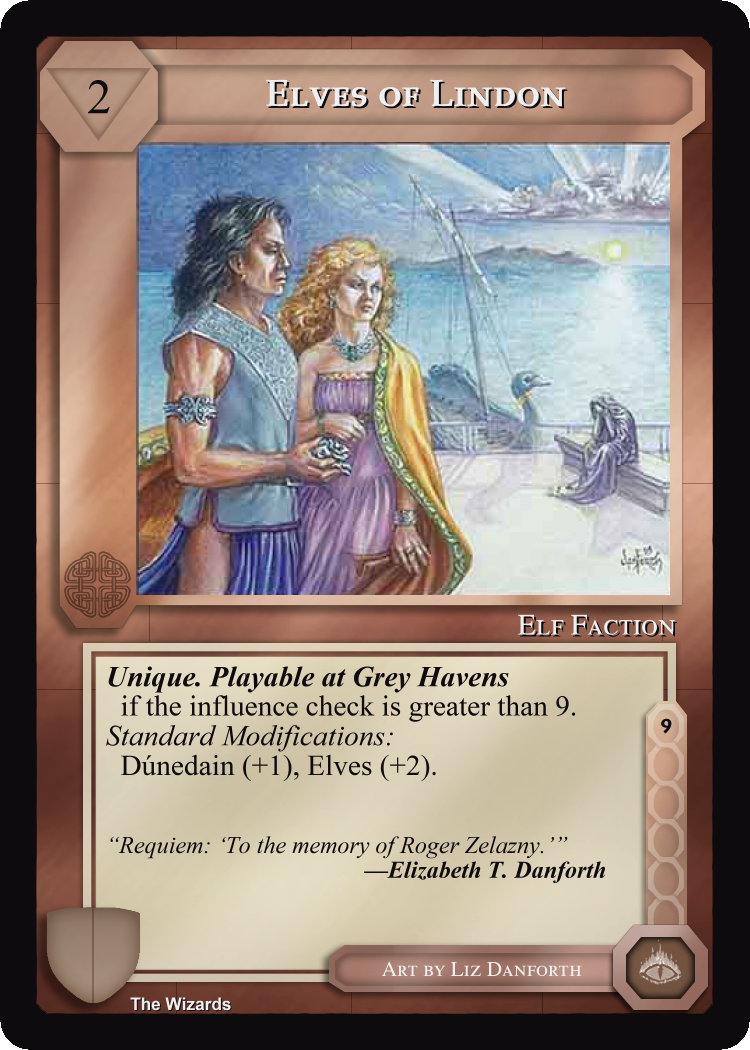 2
Elves of Lindon
Elf Faction
Unique. Playable at Grey Havens
if the influence check is greater than 9.
Standard Modifications:
Dúnedain (+1), Elves (+2).
9
“Requiem: ‘To the memory of Roger Zelazny.’”
—Elizabeth T. Danforth
Art by Liz Danforth
The Wizards